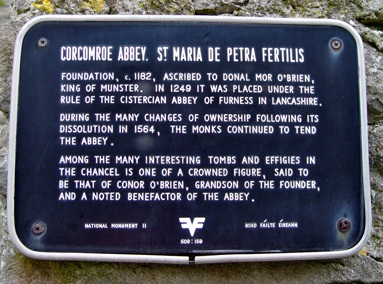 CORCOMROE ABBEY. ST MARIA DE PETRA FERTILIS
FOUNDATION, c. 1182, ASCRIBED TO DONAL MOR O'BRIEN,
KING OF MUNSTER. IN 1249 IT WAS PLACED UNDER THE
RULE OF THE CISTERCIAN ABBEY OF FURNESS IN LANCASHIRE.
DURING THE MANY CHANGES OF OWNERSHIP FOLLOWING ITS
DISSOLUTION IN 1564, THE MONKS CONTINUED TO TEND
THE ABBEY.
AMONG THE MANY INTERESTING TOMBS AND EFFIGIES IN
THE CHANCEL IS ONE OF A CROWNED FIGURE, SAID TO
BE THAT OF CONOR O'BRIEN, GRANDSON OF THE FOUNDER,
AND A NOTED BENEFACTOR OF THE ABBEY.
NATIONAL MONUMENT 11 BORD FÁILTE ÉIREANN
509:159